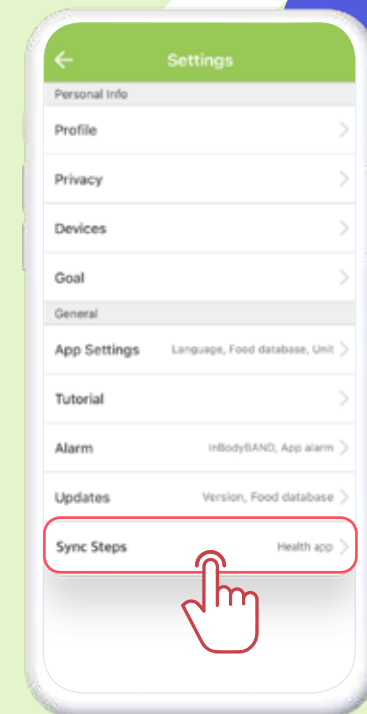 Settings
Personal Info
Profile
Privacy
Devices
Goal
General
App Settings Language, Food database, Unit
Tutorial
Alarm InBodyBAND, App alarm
Updates Version, Food database
Sync Steps Health app